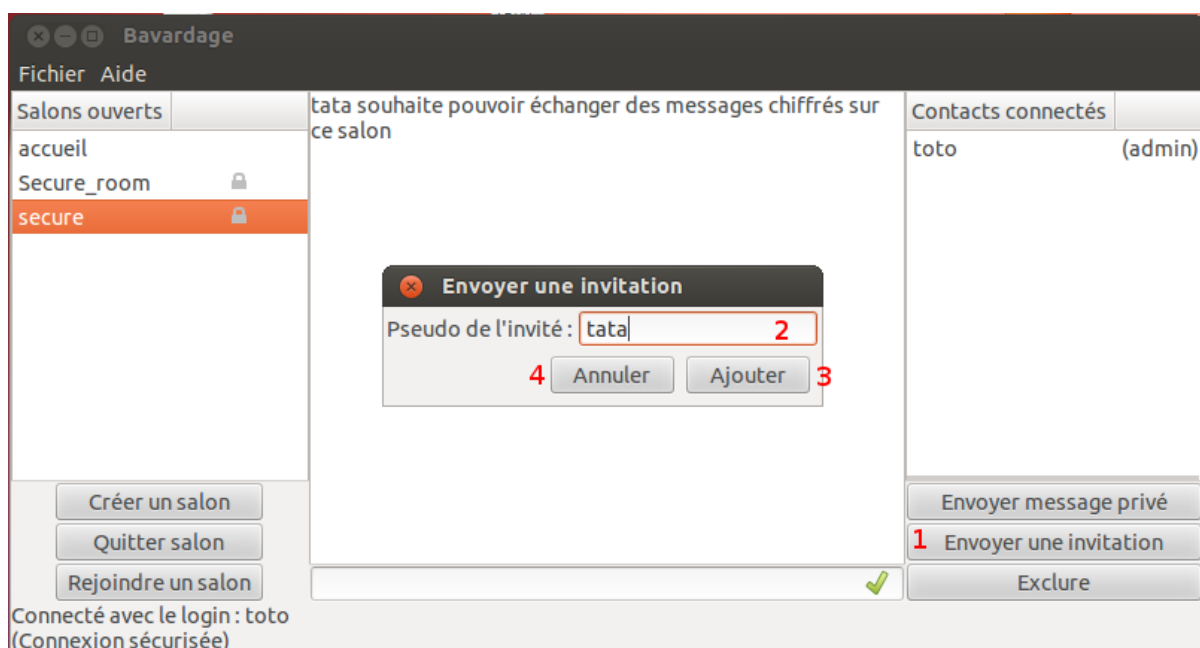 Bavardage
Fichier Aide
Salons ouverts
accueil
Secure_room
secure
tata souhaite pouvoir échanger des messages chiffrés sur
ce salon
Contacts connectés
toto (admin)
Envoyer une invitation
Pseudo de l'invité : tata 2
4 Annuler Ajouter 3
Créer un salon
Quitter salon
Rejoindre un salon
Envoyer message privé
1 Envoyer une invitation
Exclure
Connecté avec le login : toto
(Connexion sécurisée)